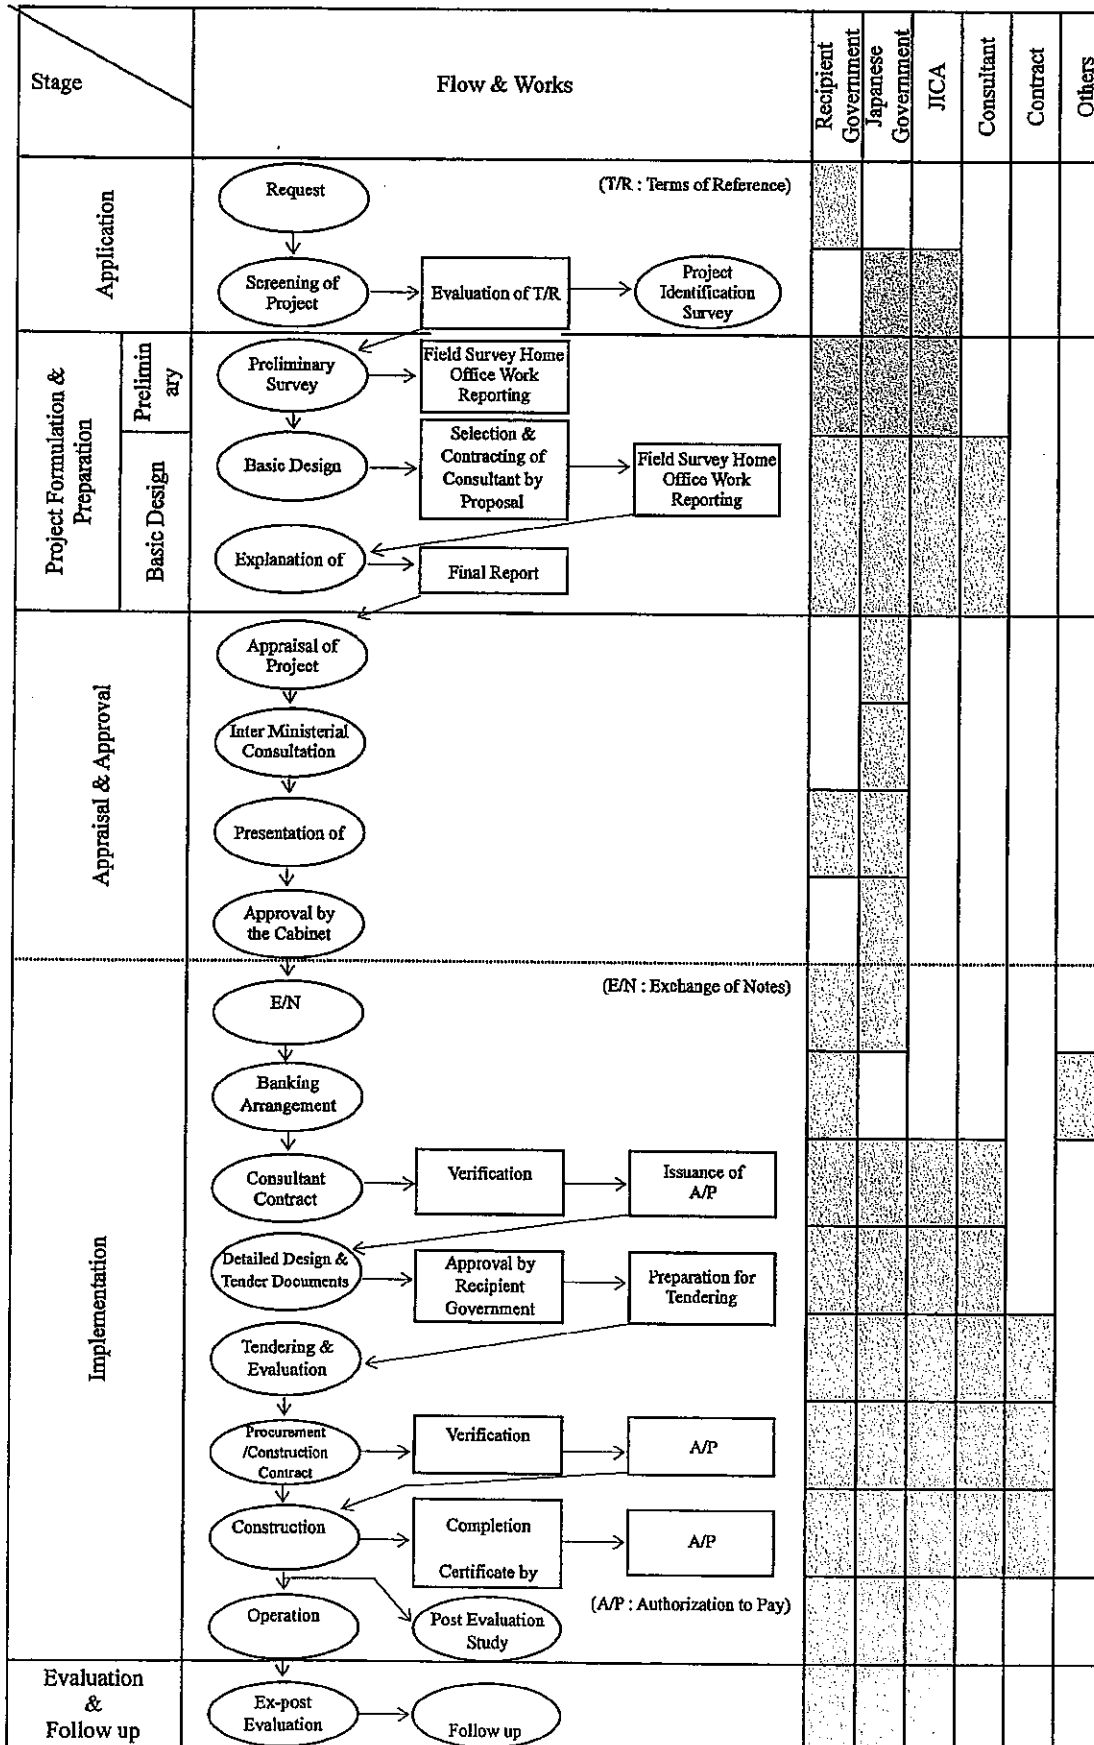 Stage
Flow & Works
Recipient
Government
Japanese
Government
JICA
Consultant
Contract
Others
Application
Request
(T/R : Terms of Reference)
Screening of
Project
Evaluation of T/R
Project
Identification
Survey
Project Formulation &
Preparation
Prelimin
ary
Preliminary
Survey
Field Survey Home
Office Work
Reporting
Basic Design
Basic Design
Selection &
Contracting of
Consultant by
Proposal
Field Survey Home
Office Work
Reporting
Explanation of
Final Report
Appraisal & Approval
Appraisal of
Project
Inter Ministerial
Consultation
Presentation of
Approval by
the Cabinet
Implementation
E/N
(E/N : Exchange of Notes)
Banking
Arrangement
Consultant
Contract
Verification
Issuance of
A/P
Detailed Design &
Tender Documents
Approval by
Recipient
Government
Preparation for
Tendering
Tendering &
Evaluation
Procurement
/Construction
Contract
Verification
A/P
Construction
Completion
Certificate by
A/P
Operation
Post Evaluation
Study
(A/P : Authorization to Pay)
Evaluation
&
Follow up
Ex-post
Evaluation
Follow up